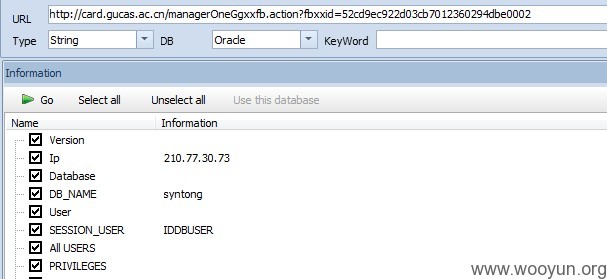 URL http://card.gucas.ac.cn/managerOneGgxxfb.action?fbxxid=52cd9ec922d03cb7012360294dbe0002
Type String DB Oracle KeyWord
Information
Go Select all Unselect all Use this database
Name Information
Version
Ip 210.77.30.73
Database
DB_NAME syntong
User
SESSION_USER IDDBUSER
All USERS
PRIVILEGES
www.wooyun.org